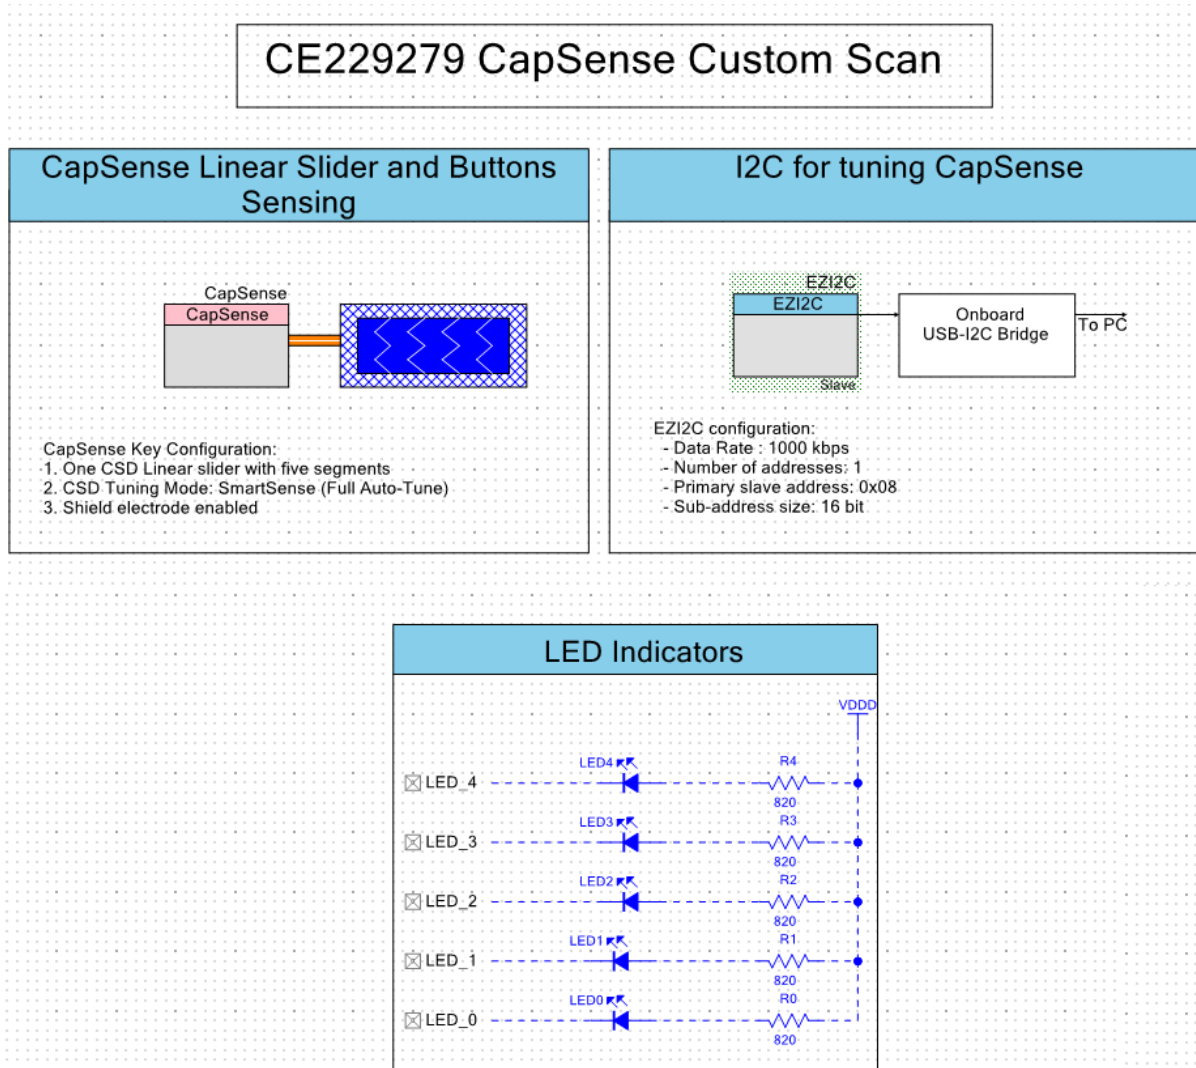 CE229279 CapSense Custom Scan
CapSense Linear Slider and Buttons
Sensing
CapSense
CapSense
CapSense Key Configuration:
1. One CSD Linear slider with five segments
2. CSD Tuning Mode: SmartSense (Full Auto-Tune)
3. Shield electrode enabled
I2C for tuning CapSense
EZI2C
EZI2C
Slave
Onboard
USB-I2C Bridge
To PC
EZI2C configuration:
- Data Rate : 1000 kbps
- Number of addresses: 1
- Primary slave address: 0x08
- Sub-address size: 16 bit
LED Indicators
VDDD
LED_4
LED4
R4
820
LED_3
LED3
R3
820
LED_2
LED2
R2
820
LED_1
LED1
R1
820
LED_0
LED0
R0
820